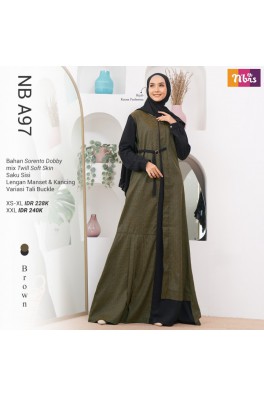 NB A97
Nbrs
Bahan Sorento Dobby
mix Twill Soft Skin
Saku Sisi
Lengan Manset & Kancing
Variasi Tali Buckle
XS-XL IDR 228K
XXL IDR 240K
Brown